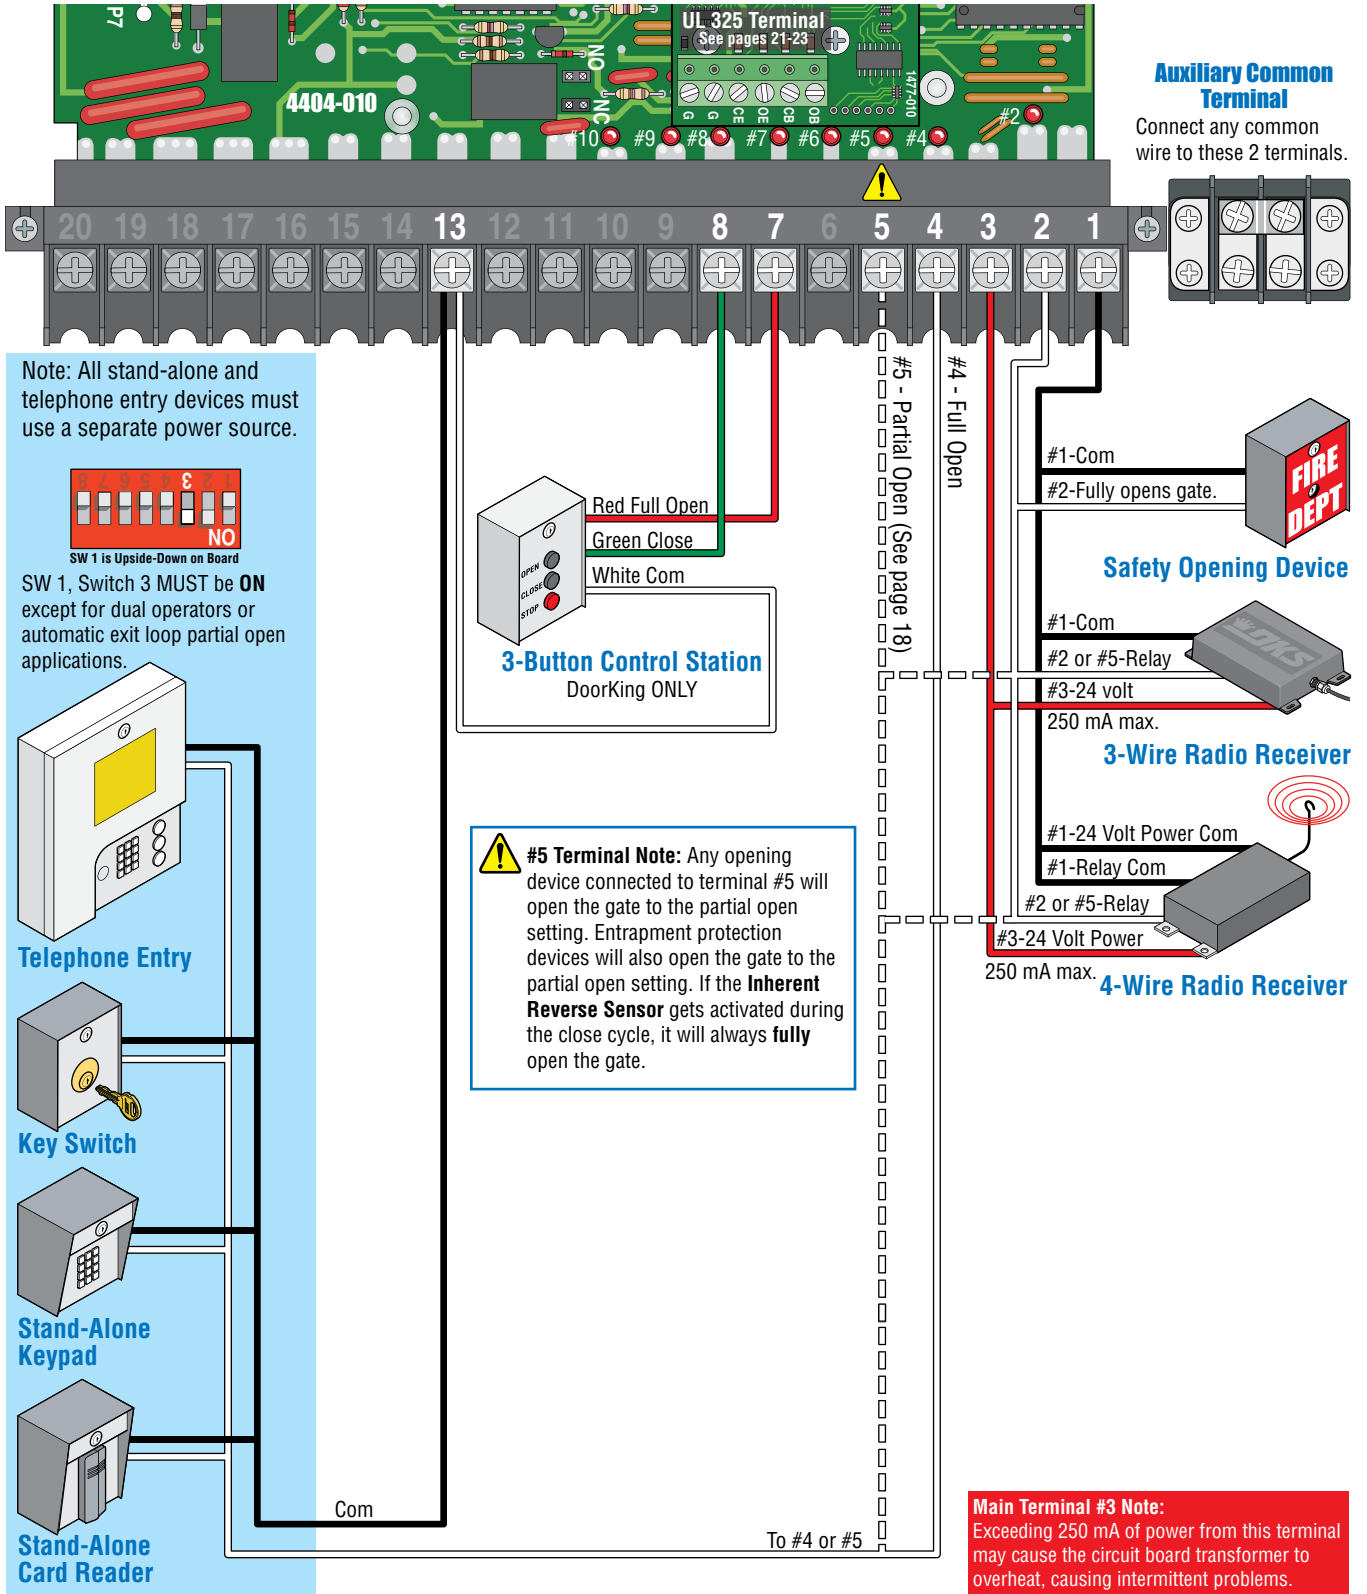 P7
4404-010
NO
NC
UL 325 Terminal
See pages 21-23
G G CE OE CB OB
1477-010
#10 #9 #8 #7 #6 #5 #4 #2
Auxiliary Common
Terminal
Connect any common
wire to these 2 terminals.
20 19 18 17 16 15 14 13 12 11 10 9 8 7 6 5 4 3 2 1
Note: All stand-alone and
telephone entry devices must
use a separate power source.
8 7 6 5 4 3 2 1
ON
SW 1 is Upside-Down on Board
SW 1, Switch 3 MUST be ON
except for dual operators or
automatic exit loop partial open
applications.
Telephone Entry
Key Switch
Stand-Alone
Keypad
Stand-Alone
Card Reader
Com
To #4 or #5
Red Full Open
Green Close
White Com
OPEN
CLOSE
STOP
3-Button Control Station
DoorKing ONLY
#5 - Partial Open (See page 18)
#4 - Full Open
#5 Terminal Note: Any opening
device connected to terminal #5 will
open the gate to the partial open
setting. Entrapment protection
devices will also open the gate to the
partial open setting. If the Inherent
Reverse Sensor gets activated during
the close cycle, it will always fully
open the gate.
#1-Com
#2-Fully opens gate.
FIRE
DEPT
Safety Opening Device
#1-Com
#2 or #5-Relay
#3-24 volt
250 mA max.
DKS
3-Wire Radio Receiver
#1-24 Volt Power Com
#1-Relay Com
#2 or #5-Relay
#3-24 Volt Power
250 mA max.
4-Wire Radio Receiver
Main Terminal #3 Note:
Exceeding 250 mA of power from this terminal
may cause the circuit board transformer to
overheat, causing intermittent problems.